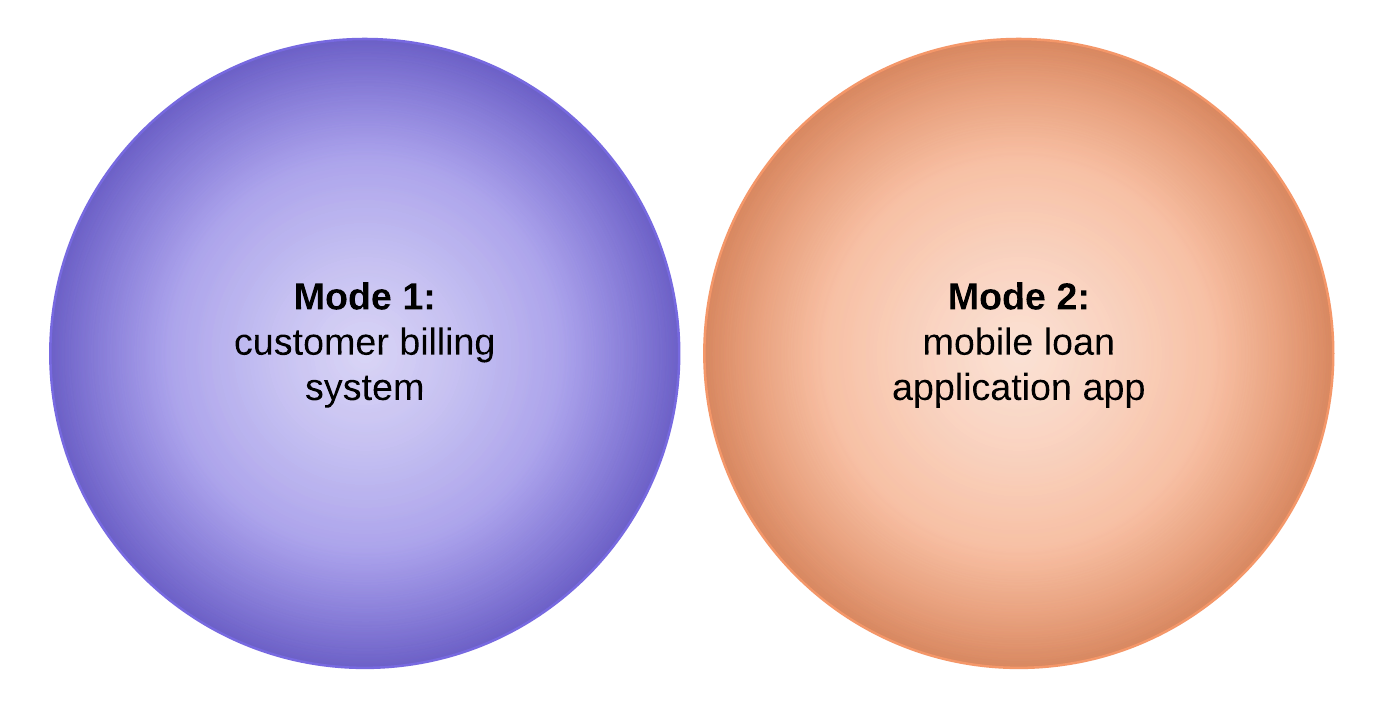 Mode 1:
customer billing
system
Mode 2:
mobile loan
application app